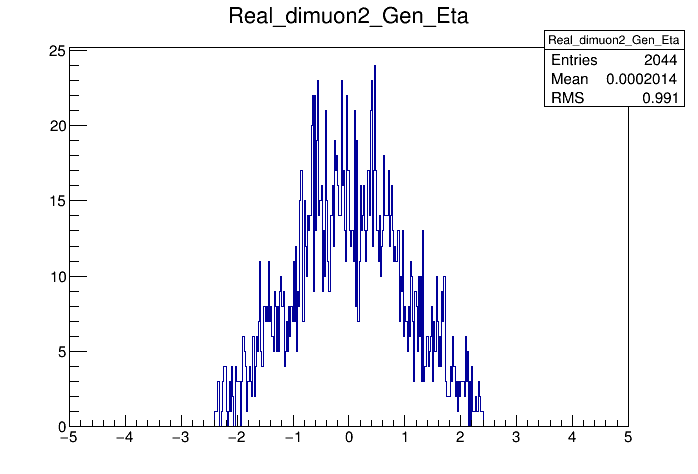 Real_dimuon2_Gen_Eta
Real_dimuon2_Gen_Eta
Entries 2044
Mean 0.0002014
RMS 0.991
25
20
15
10
5
0
−5 −4 −3 −2 −1 0 1 2 3 4 5